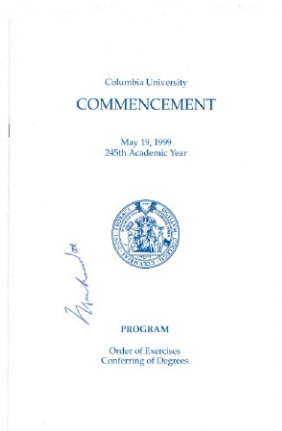 Columbia University
COMMENCEMENT
May 19, 1999
245th Academic Year
PROGRAM
Order of Exercises
Conferring of Degrees